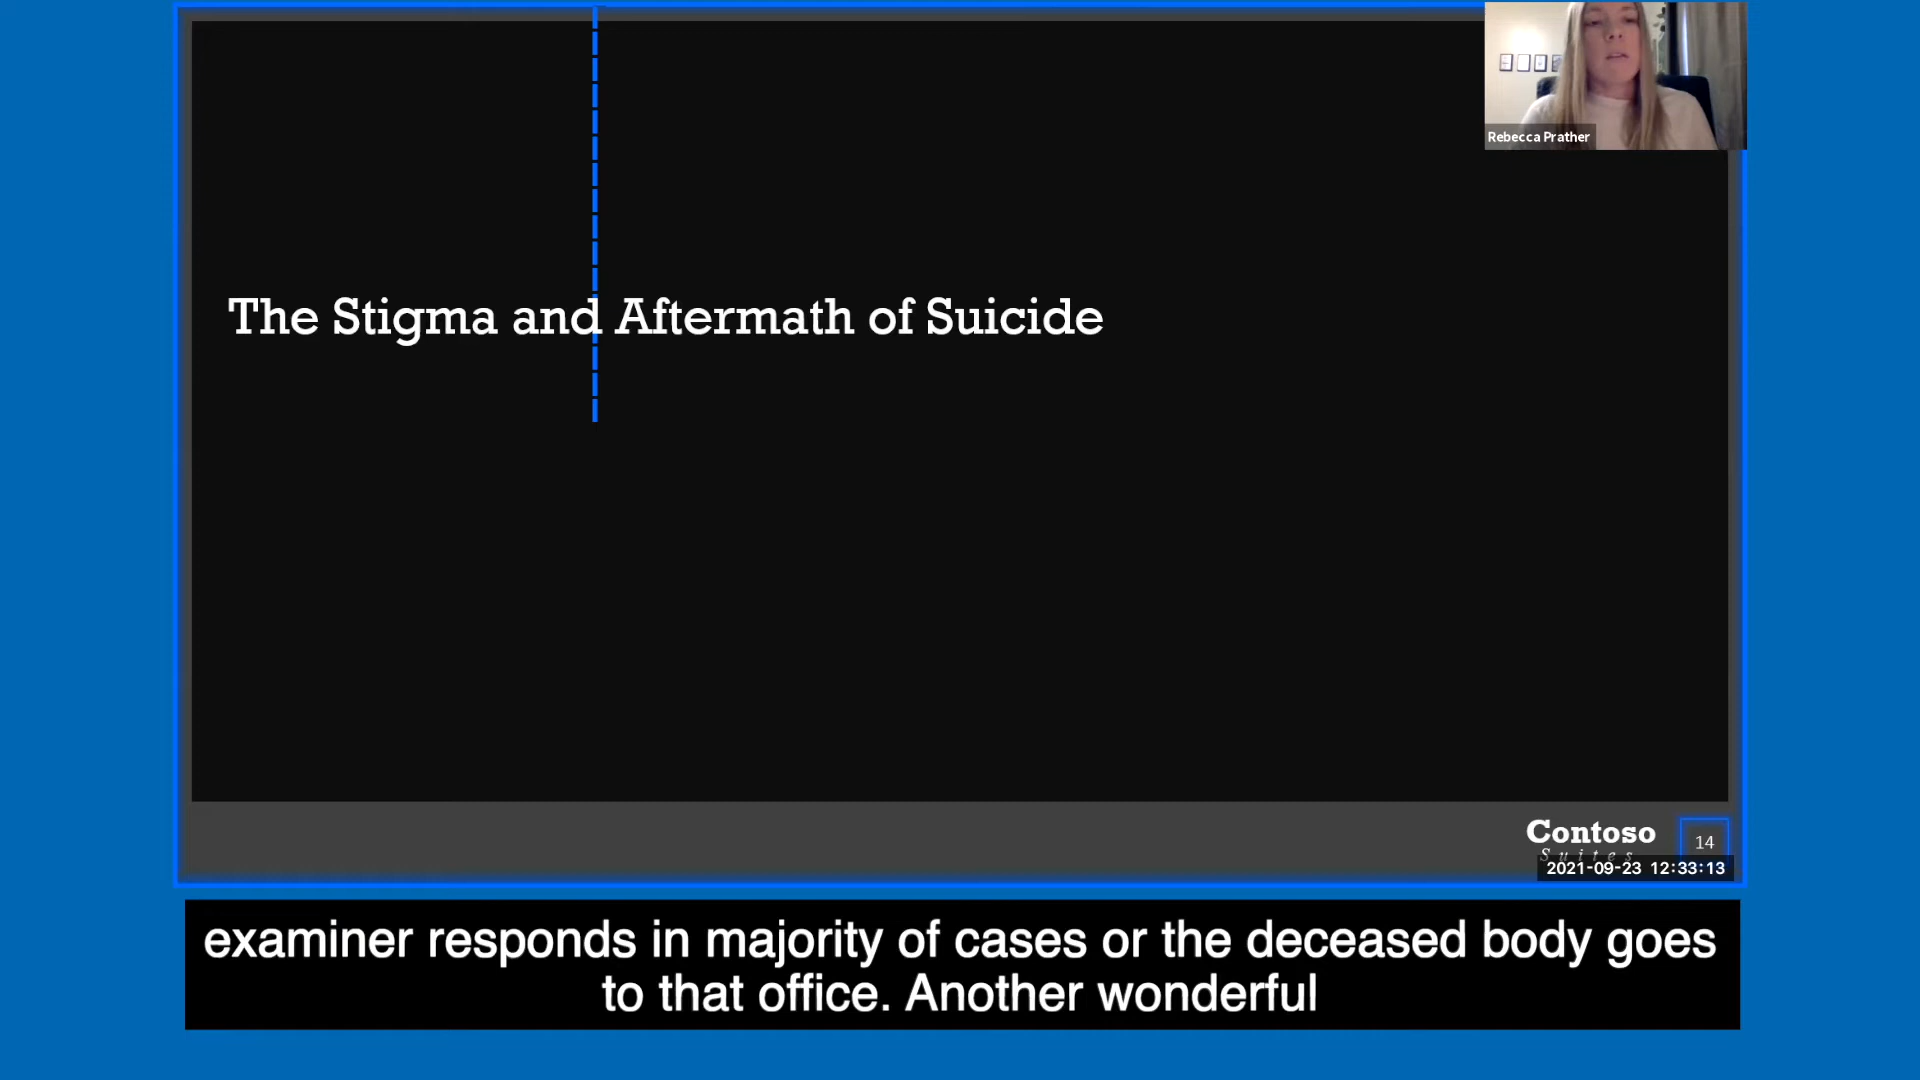 Rebecca Prather
The Stigma and Aftermath of Suicide
Contoso
Suites
14
2021-09-23 12:33:13
examiner responds in majority of cases or the deceased body goes
to that office. Another wonderful